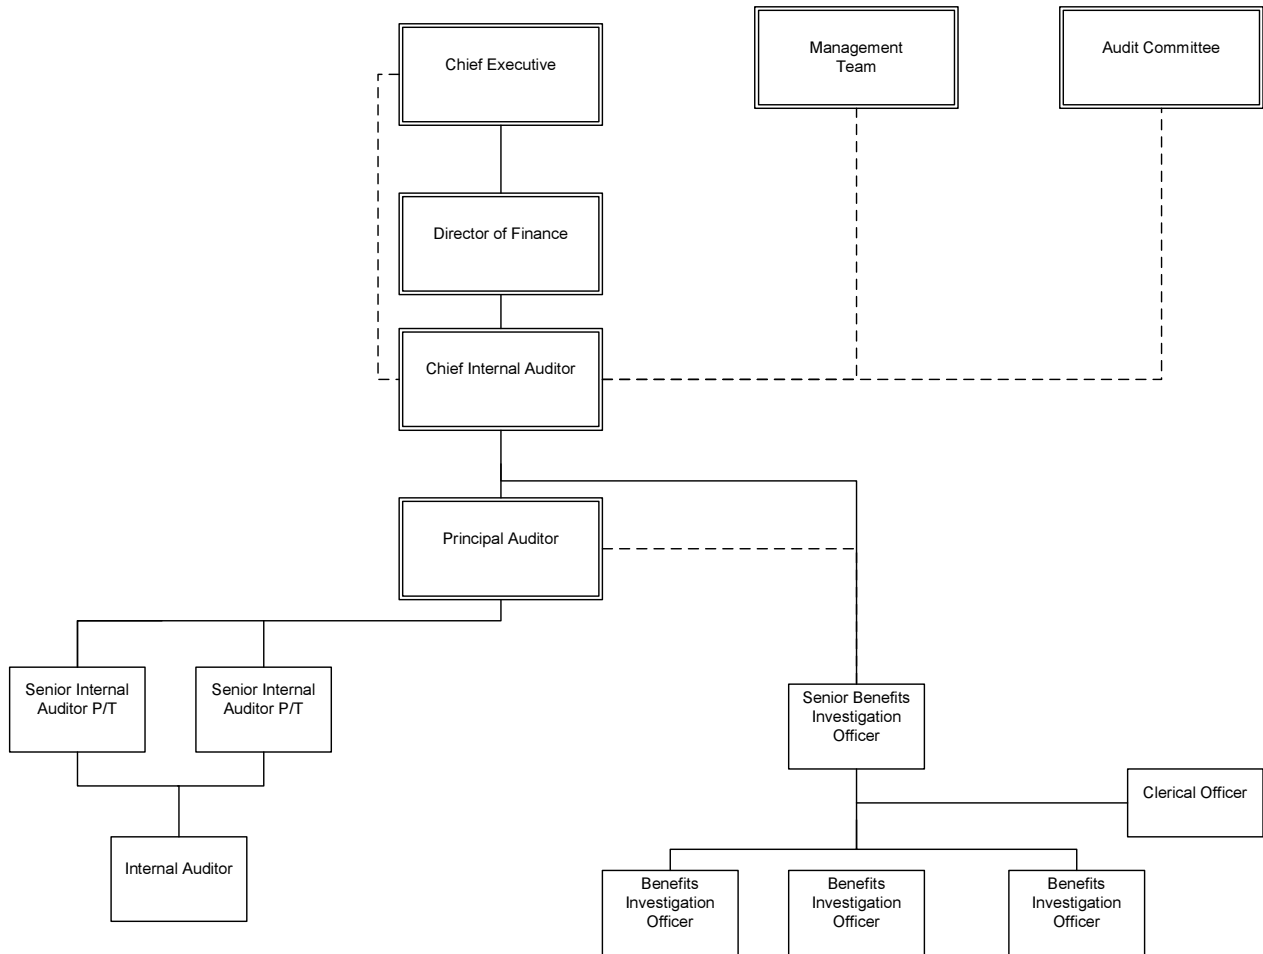 Chief Executive
Management
Team
Audit Committee
Director of Finance
Chief Internal Auditor
Principal Auditor
Senior Internal
Auditor P/T
Senior Internal
Auditor P/T
Senior Benefits
Investigation
Officer
Clerical Officer
Internal Auditor
Benefits
Investigation
Officer
Benefits
Investigation
Officer
Benefits
Investigation
Officer